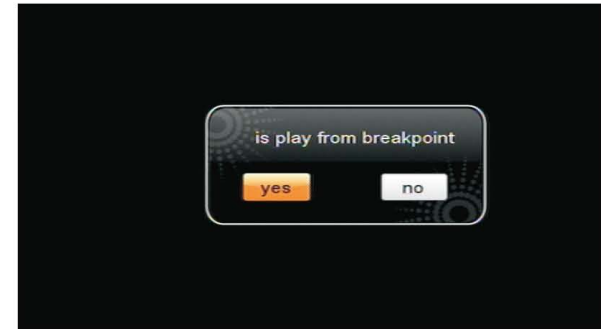 is play from breakpoint
yes
no